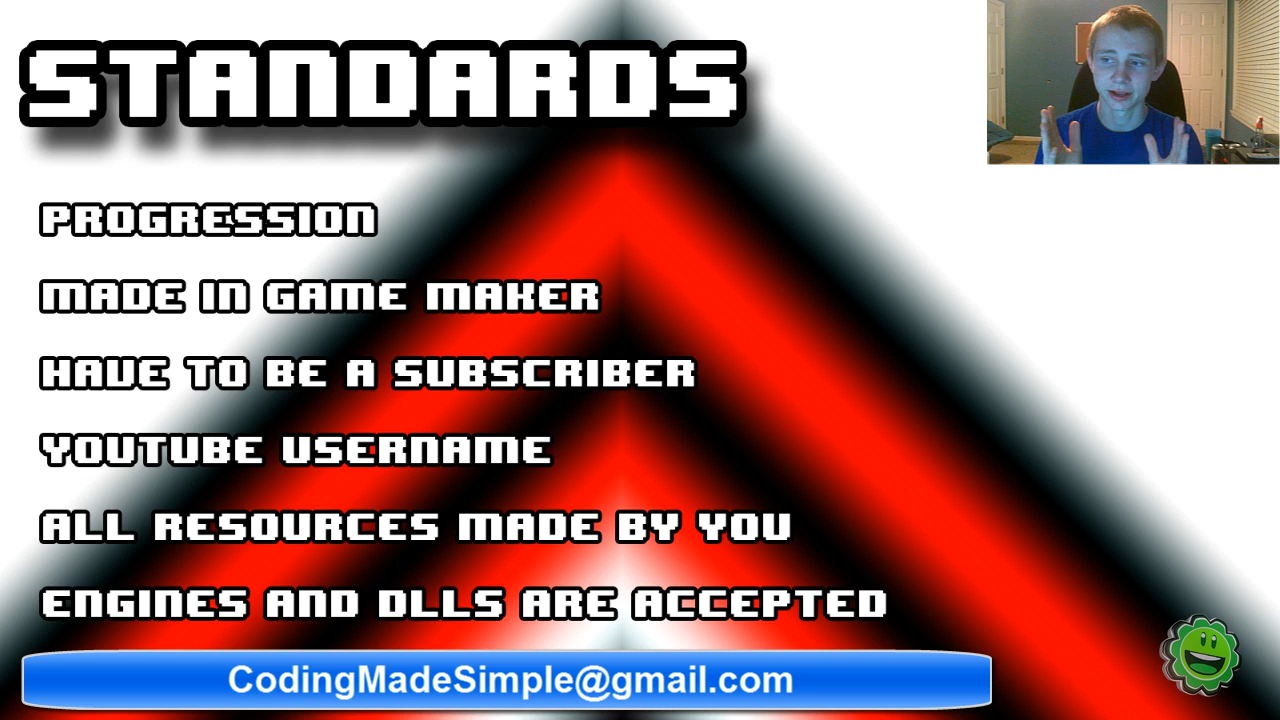 STANDARDS
PROGRESSION
MADE IN GAME MAKER
HAVE TO BE A SUBSCRIBER
YOUTUBE USERNAME
ALL RESOURCES MADE BY YOU
ENGINES AND DLLS ARE ACCEPTED
CodingMadeSimple@gmail.com